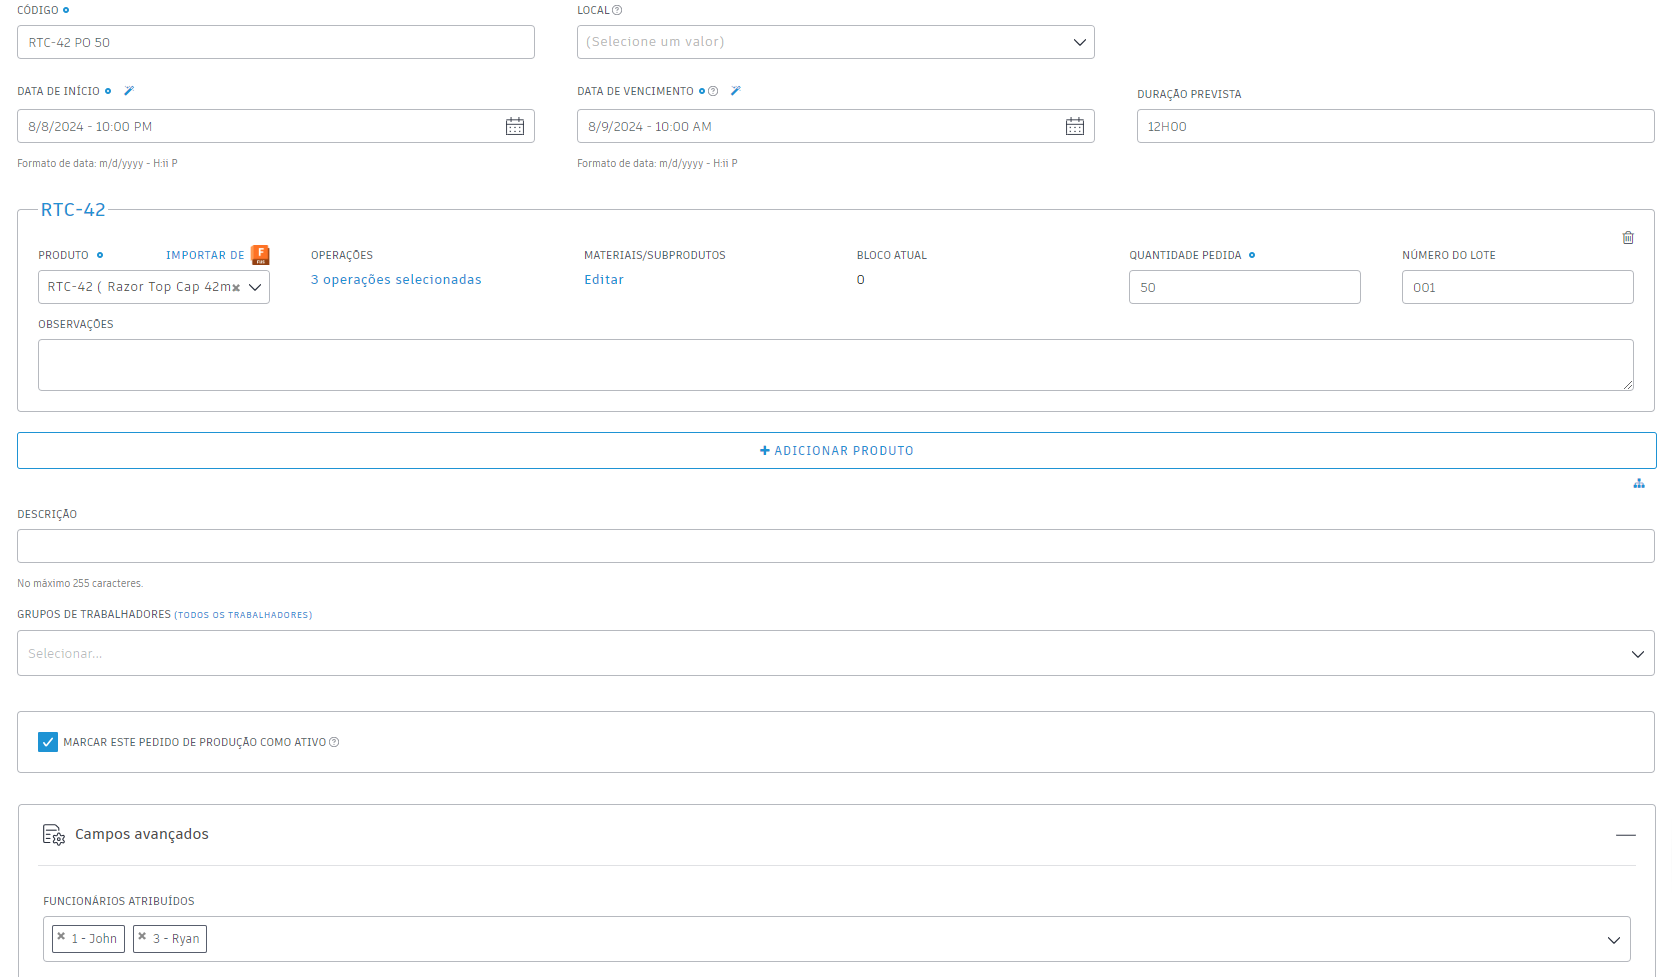 CÓDIGO
LOCAL
RTC-42 PO 50
(Selecione um valor)
DATA DE INÍCIO
DATA DE VENCIMENTO
DURAÇÃO PREVISTA
8/8/2024 - 10:00 PM
8/9/2024 - 10:00 AM
12H00
Formato de data: m/d/yyyy - H:ii P
Formato de data: m/d/yyyy - H:ii P
RTC-42
PRODUTO
IMPORTAR DE
OPERAÇÕES
MATERIAIS/SUBPRODUTOS
BLOCO ATUAL
QUANTIDADE PEDIDA
NÚMERO DO LOTE
RTC-42 ( Razor Top Cap 42m
3 operações selecionadas
Editar
0
50
001
OBSERVAÇÕES
+ ADICIONAR PRODUTO
DESCRIÇÃO
No máximo 255 caracteres.
GRUPOS DE TRABALHADORES (TODOS OS TRABALHADORES)
Selecionar...
MARCAR ESTE PEDIDO DE PRODUÇÃO COMO ATIVO
Campos avançados
FUNCIONÁRIOS ATRIBUÍDOS
1 - John
3 - Ryan